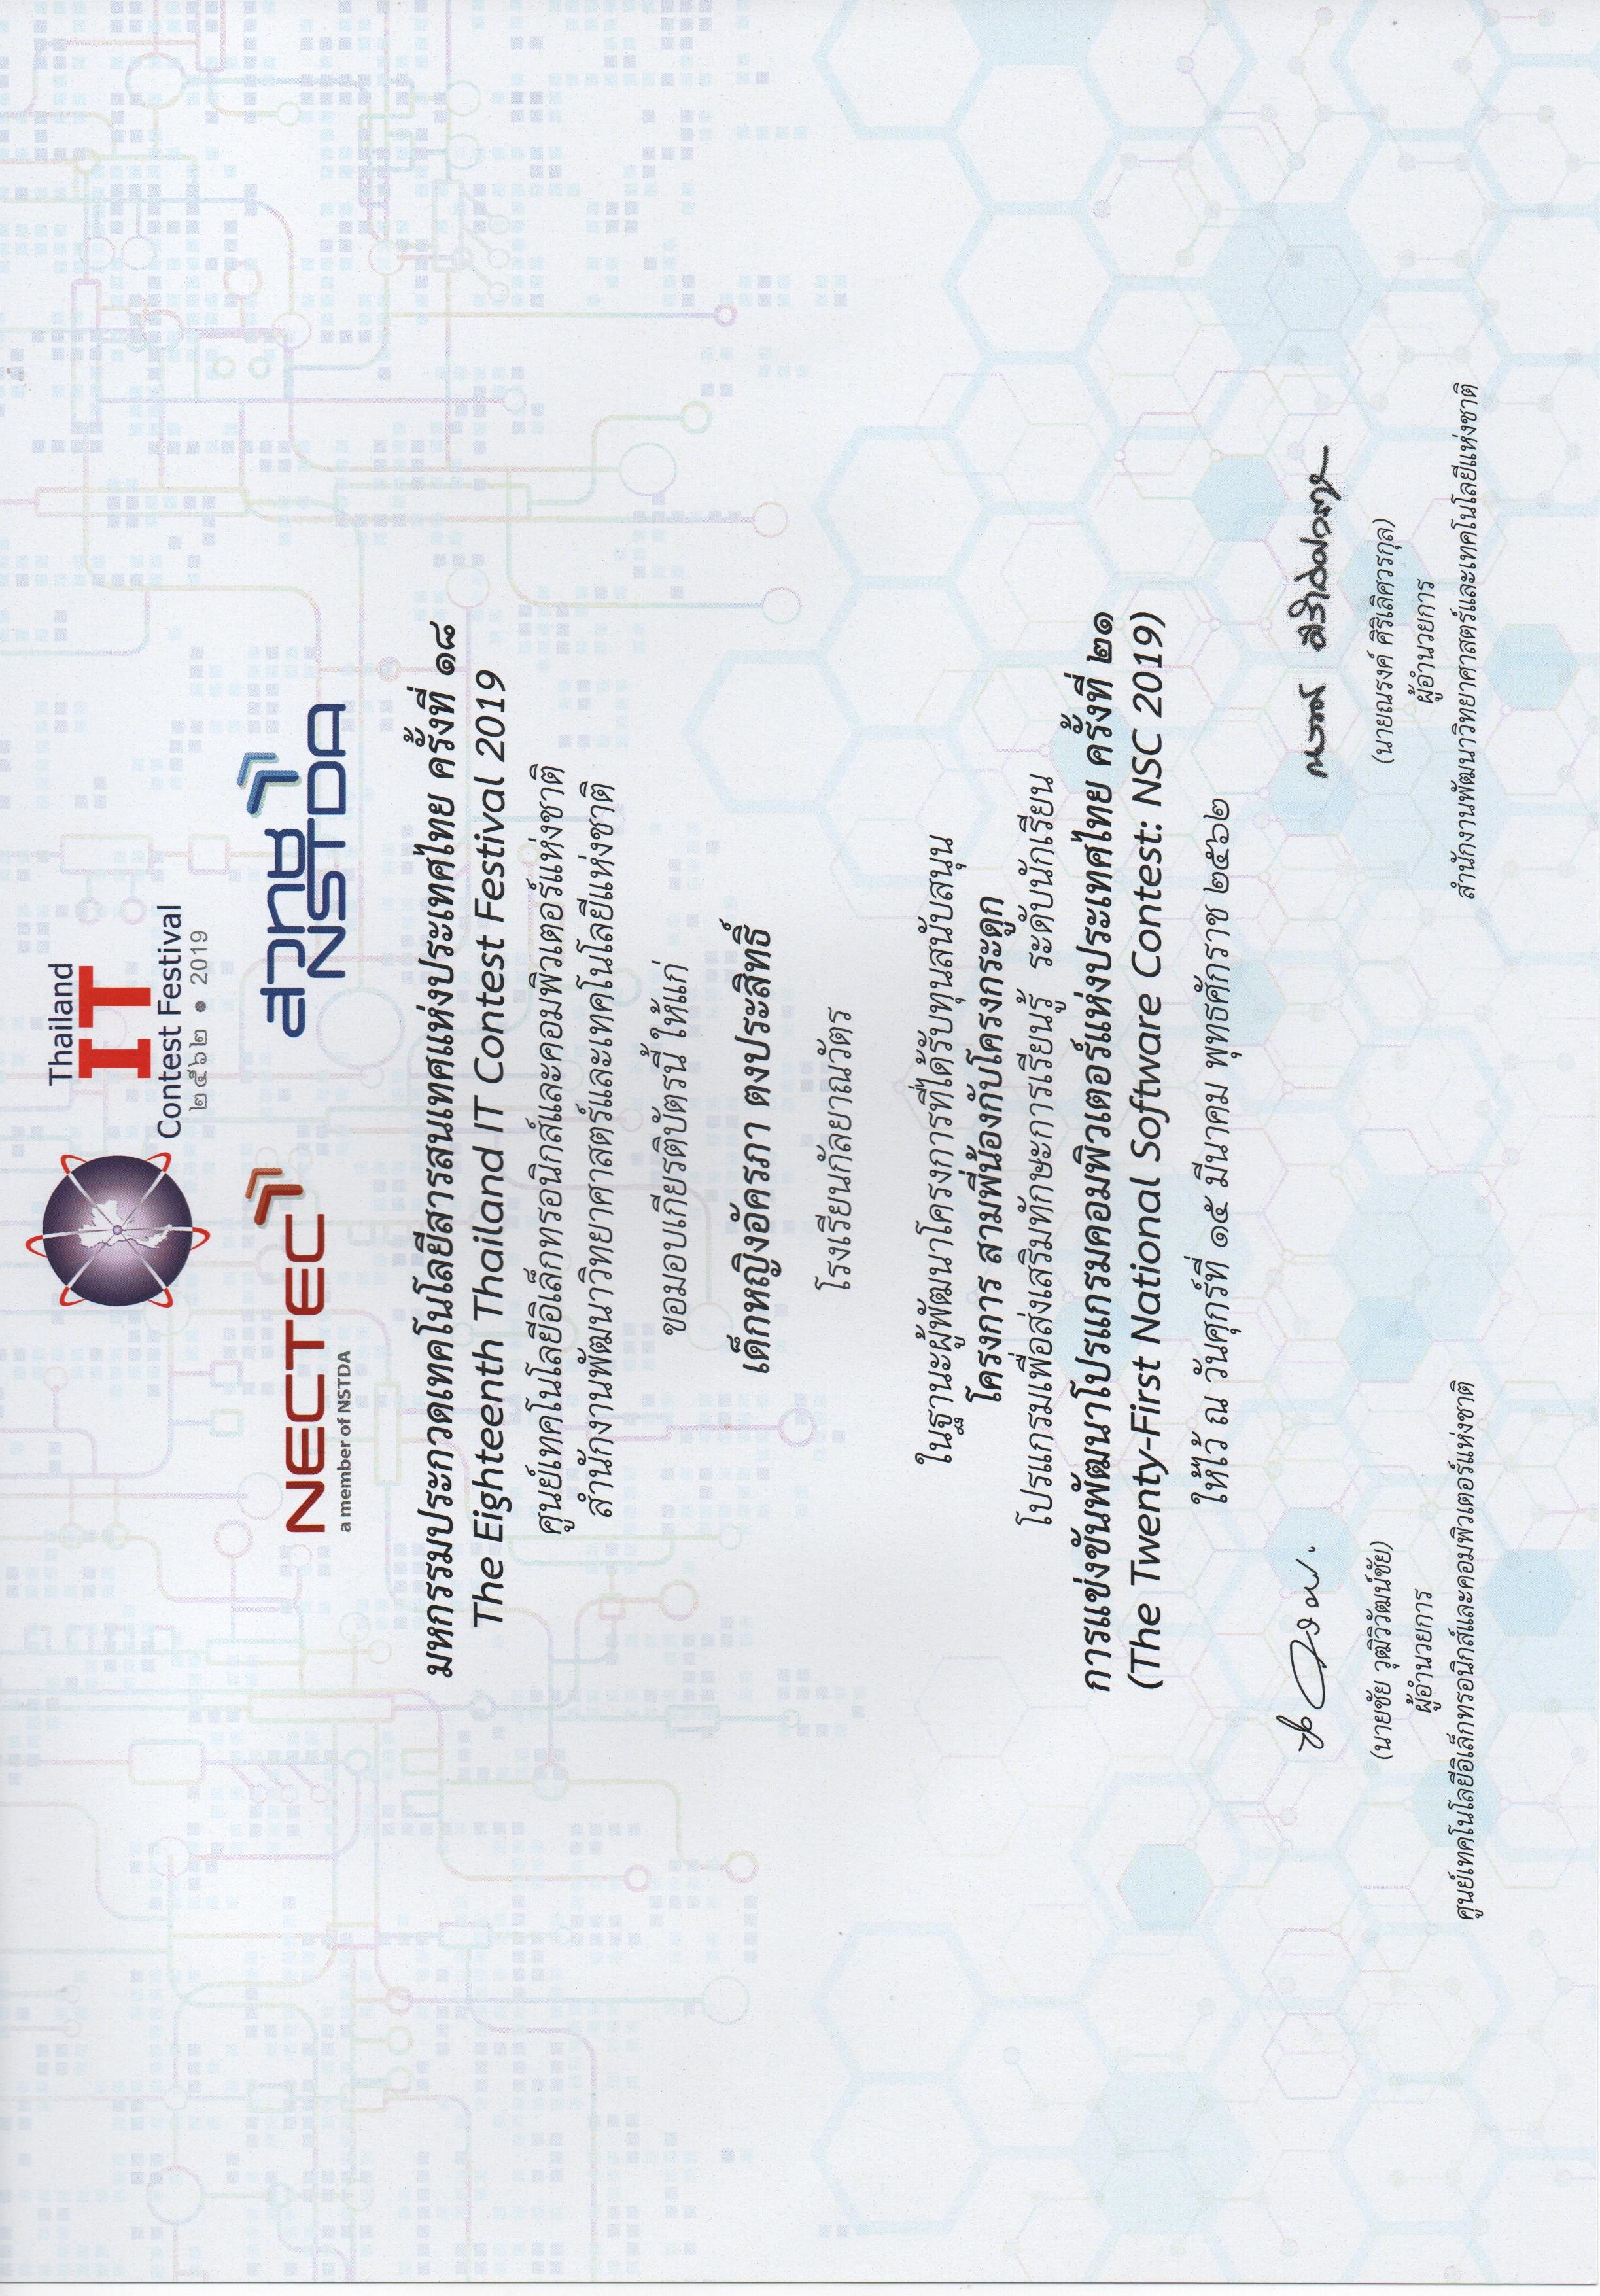 Thailand
IT
Contest Festival
๒๕๖๒ • 2019
NECTEC
a member of NSTDA
สวทช
NSTDA
มหกรรมประกวดเทคโนโลยีสารสนเทศแห่งประเทศไทย ครั้งที่ ๑๘
The Eighteenth Thailand IT Contest Festival 2019
ศูนย์เทคโนโลยีอิเล็กทรอนิกส์และคอมพิวเตอร์แห่งชาติ
สำนักงานพัฒนาวิทยาศาสตร์และเทคโนโลยีแห่งชาติ
ขอมอบเกียรติบัตรนี้ ให้แก่
เด็กหญิงอัครภา ตงประสิทธิ์
โรงเรียนกัลยาณวัตร
ในฐานะผู้พัฒนาโครงการที่ได้รับทุนสนับสนุน
โครงการ สามพี่น้องกับโครงกระดูก
โปรแกรมเพื่อส่งเสริมทักษะการเรียนรู้ ระดับนักเรียน
การแข่งขันพัฒนาโปรแกรมคอมพิวเตอร์แห่งประเทศไทย ครั้งที่ ๒๑
(The Twenty-First National Software Contest: NSC 2019)
ให้ไว้ ณ วันศุกร์ที่ ๑๕ มีนาคม พุทธศักราช ๒๕๖๒
(นายชัย วุฒิวิวัฒน์ชัย)
ผู้อำนวยการ
ศูนย์เทคโนโลยีอิเล็กทรอนิกส์และคอมพิวเตอร์แห่งชาติ
(นายณรงค์ ศิริเลิศวรกุล)
ผู้อำนวยการ
สำนักงานพัฒนาวิทยาศาสตร์และเทคโนโลยีแห่งชาติ